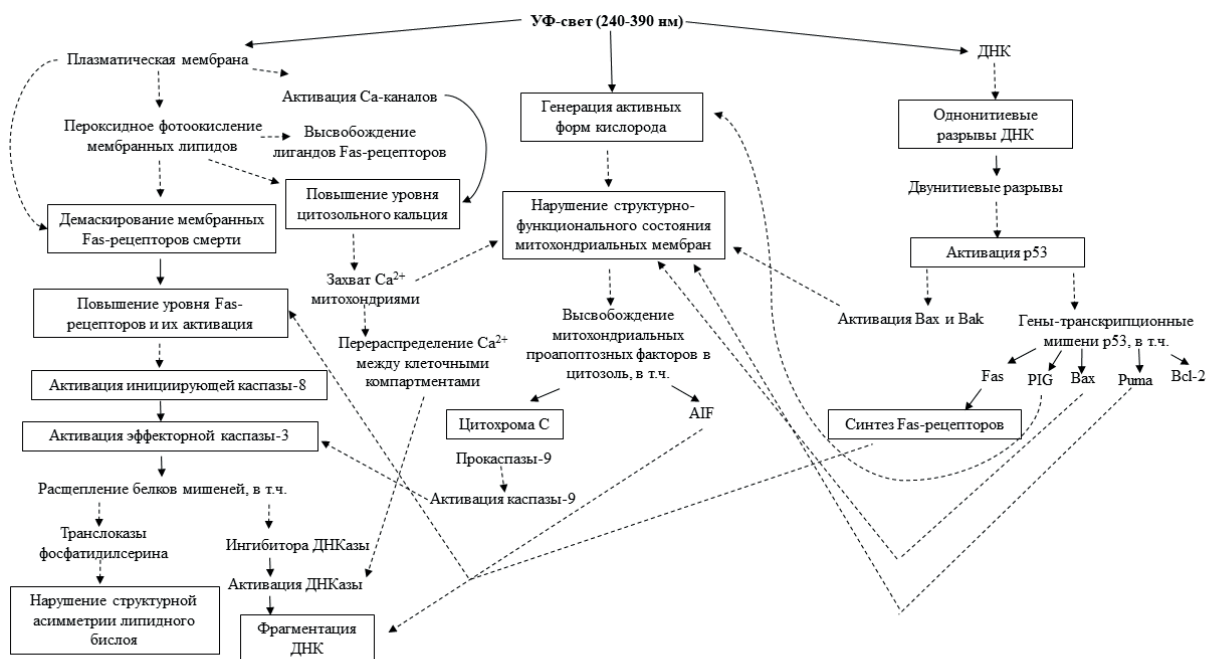 УФ-свет (240-390 нм)
Плазматическая мембрана
ДНК
Активация Са-каналов
Генерация активных
форм кислорода
Однонитиевые
разрывы ДНК
Пероксидное фотоокисление
мембранных липидов
Высвобождение
лигандов Fas-рецепторов
Двунитиевые разрывы
Повышение уровня
цитозольного кальция
Нарушение структурно-
функционального состояния
митохондриальных мембран
Демаскирование мембранных
Fas-рецепторов смерти
Активация р53
Захват Ca²⁺
митохондриями
Повышение уровня Fas-
рецепторов и их активация
Высвобождение
митохондриальных
проапоптозных факторов в
цитозоль, в т.ч.
Активация Bax и Bak
Гены-транскрипционные
мишени р53, в т.ч.
Перераспределение Ca²⁺
между клеточными
компартментами
Fas
PIG
Bax
Puma
Bcl-2
Активация инициирующей каспазы-8
Цитохрома С
AIF
Синтез Fas-рецепторов
Активация эффекторной каспазы-3
Прокаспазы-9
Активация каспазы-9
Расщепление белков мишеней, в т.ч.
Транслоказы
фосфатидилсерина
Ингибитора ДНКазы
Активация ДНКазы
Нарушение структурной
асимметрии липидного
бислоя
Фрагментация
ДНК